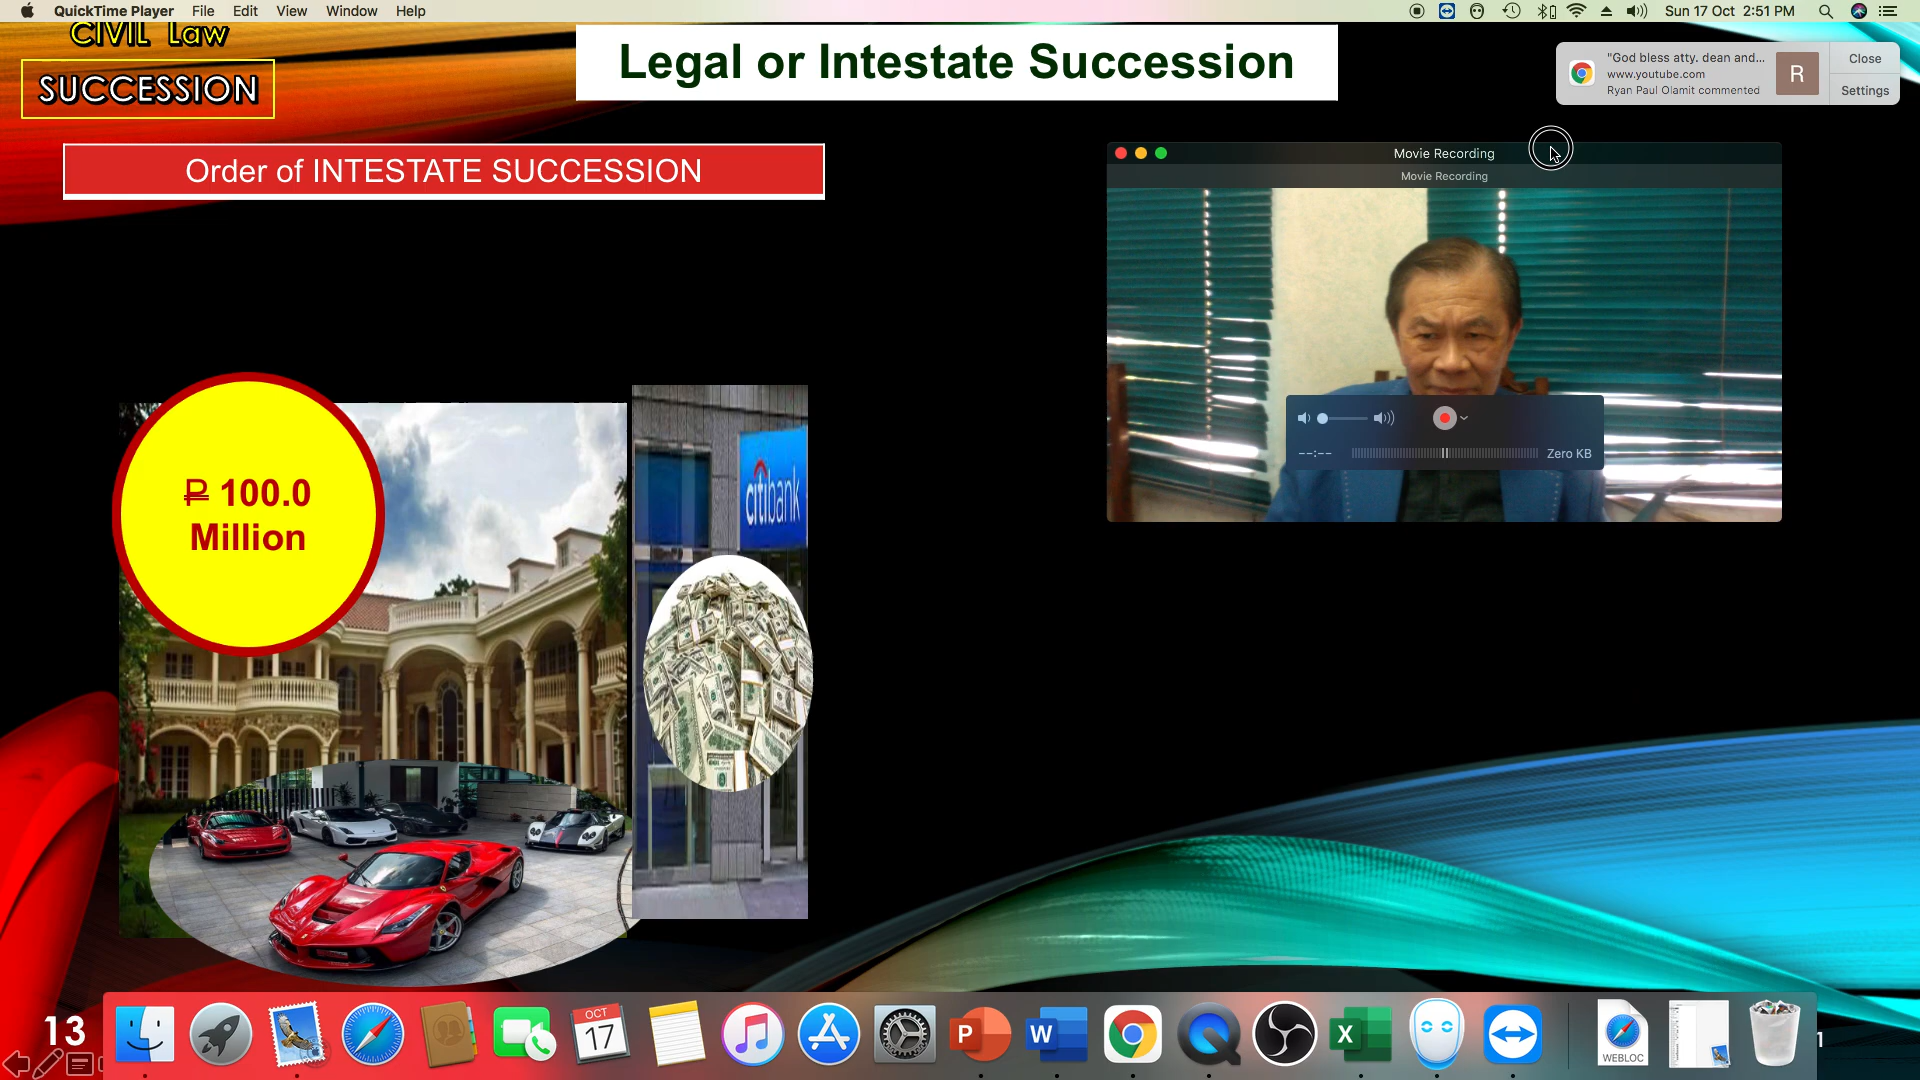 QuickTime Player File Edit View Window Help
Sun 17 Oct 2:51 PM
CIVIL Law
SUCCESSION
Legal or Intestate Succession
"God bless atty. dean and...
www.youtube.com
Ryan Paul Olamit commented
R
Close
Settings
Order of INTESTATE SUCCESSION
Movie Recording
Movie Recording
--:--
Zero KB
₱ 100.0
Million
citibank
13
OCT
17
P
W
X
WEBLOC
1